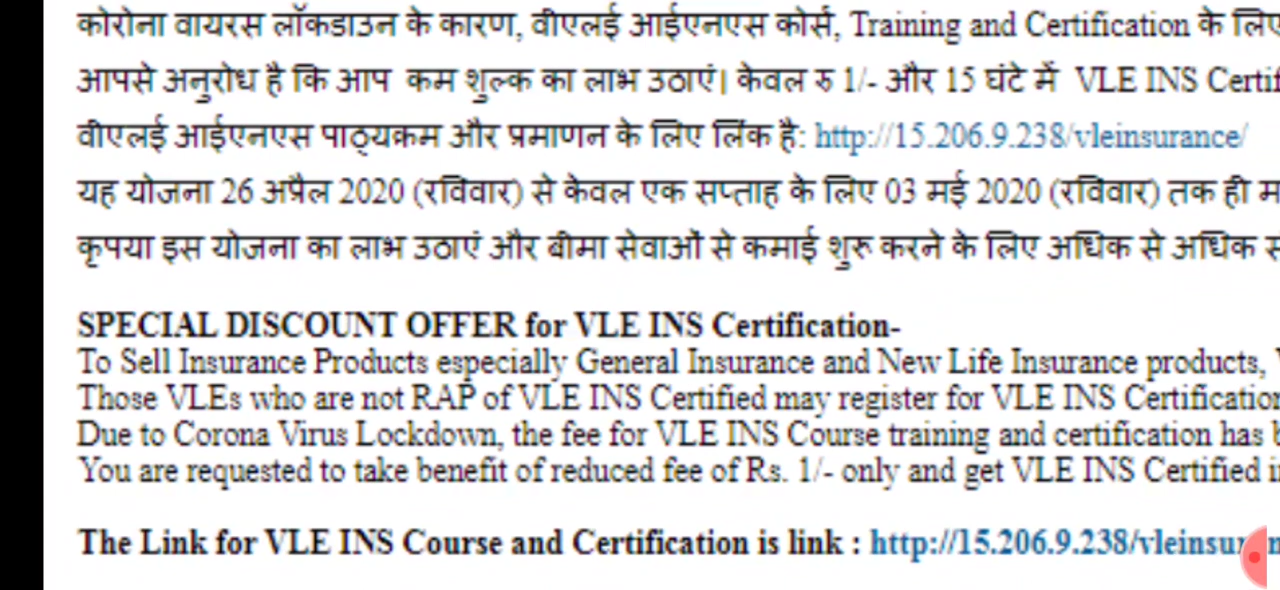 कोरोना वायरस लॉकडाउन के कारण, वीएलई आईएनएस कोर्स, Training and Certification के लिए
आपसे अनुरोध है कि आप कम शुल्क का लाभ उठाएं। केवल रु 1/- और 15 घंटे में VLE INS Certif
वीएलई आईएनएस पाठ्यक्रम और प्रमाणन के लिए लिंक है: http://15.206.9.238/vleinsurance/
यह योजना 26 अप्रैल 2020 (रविवार) से केवल एक सप्ताह के लिए 03 मई 2020 (रविवार) तक ही
कृपया इस योजना का लाभ उठाएं और बीमा सेवाओं से कमाई शुरू करने के लिए अधिक से अधिक
SPECIAL DISCOUNT OFFER for VLE INS Certification-
To Sell Insurance Products especially General Insurance and New Life Insurance products,
Those VLEs who are not RAP of VLE INS Certified may register for VLE INS Certification
Due to Corona Virus Lockdown, the fee for VLE INS Course training and certification has
You are requested to take benefit of reduced fee of Rs. 1/- only and get VLE INS Certified
The Link for VLE INS Course and Certification is link : http://15.206.9.238/vleinsu